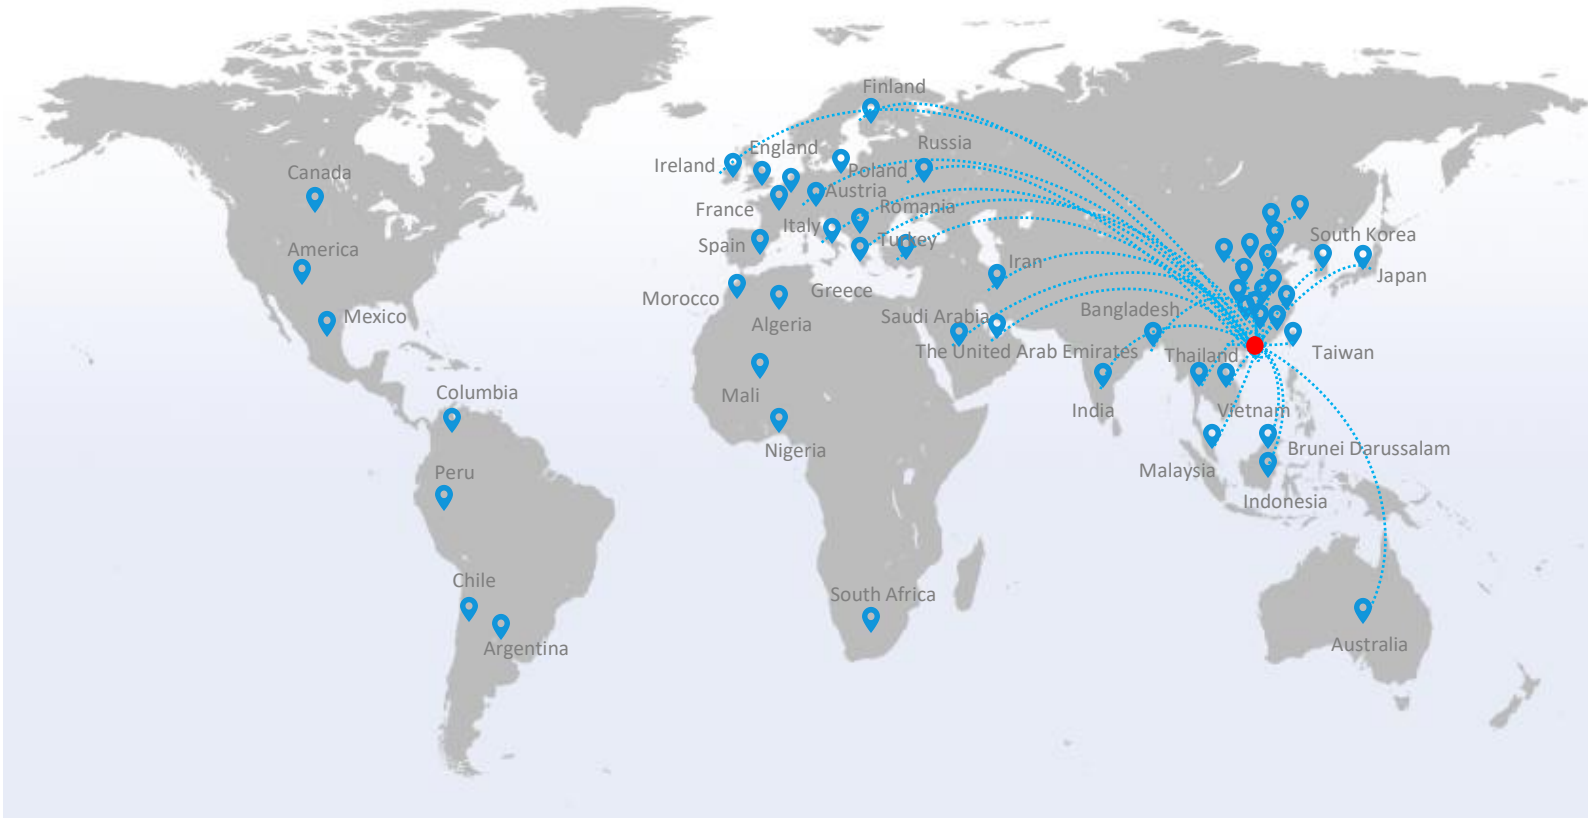 Finland
Russia
England
Ireland
Poland
Canada
Austria
France
Romania
Italy
South Korea
Spain
Turkey
America
Iran
Japan
Greece
Morocco
Bangladesh
Mexico
Saudi Arabia
Algeria
The United Arab Emirates
Thailand
Taiwan
Columbia
Mali
India
Vietnam
Nigeria
Brunei Darussalam
Peru
Malaysia
Indonesia
Chile
South Africa
Argentina
Australia